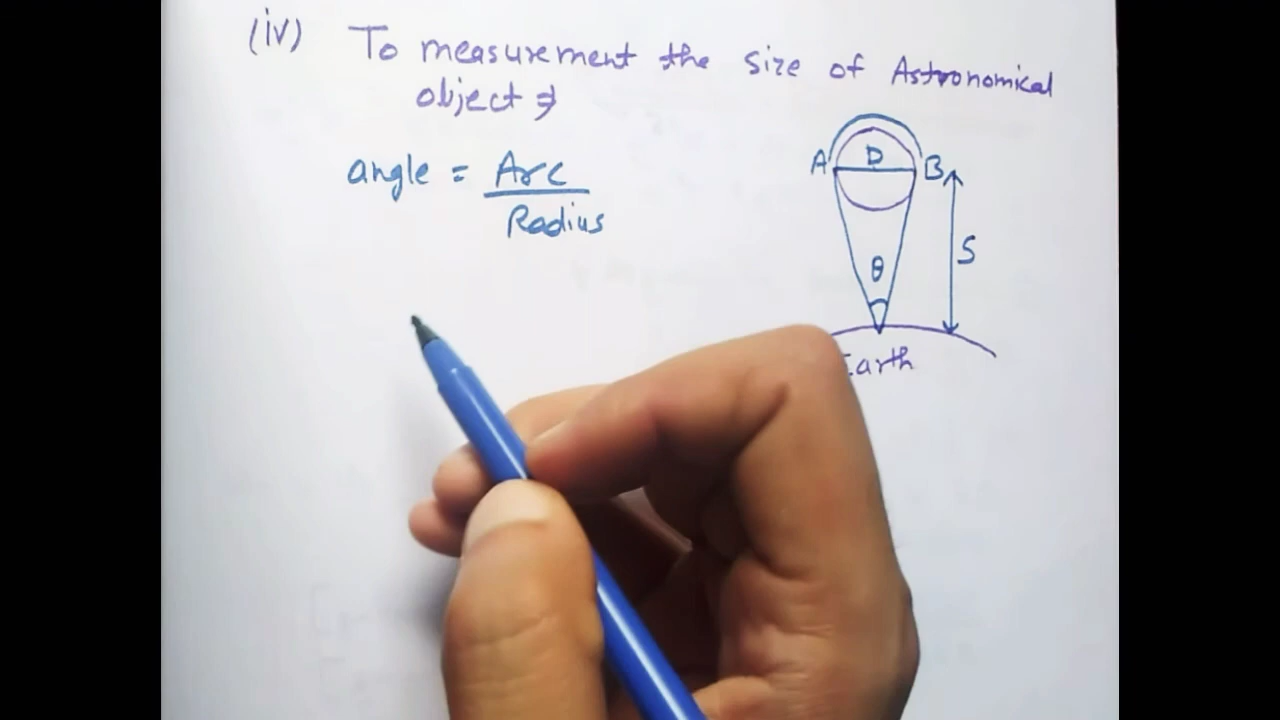 (iv) To measurement the size of Astronomical
object ⇒
angle = Arc
Radius
A D B
S
θ
Earth